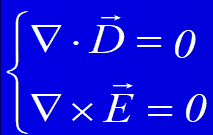 ∇ · D⃗ = 0
∇ × E⃗ = 0